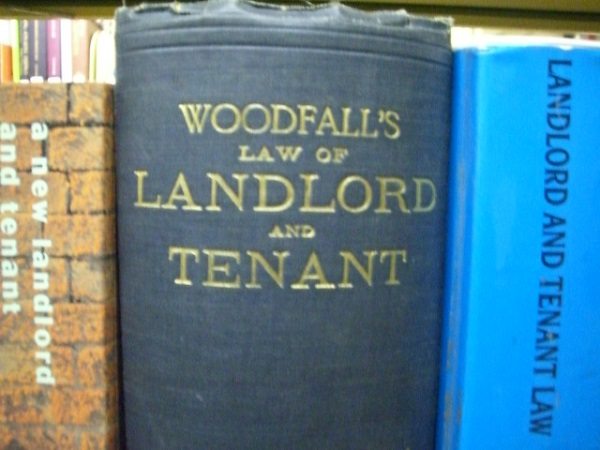 a new landlord
and tenant
WOODFALL'S
LAW OF
LANDLORD
AND
TENANT
LANDLORD AND TENANT LAW